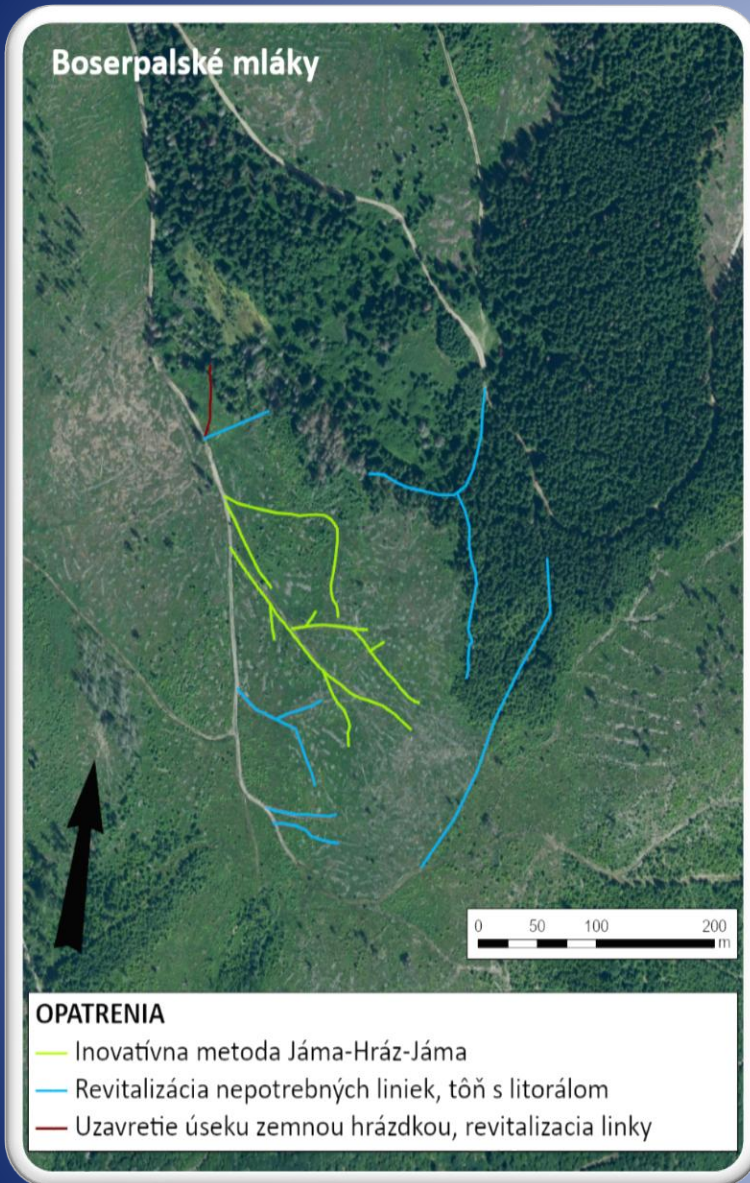 Boserpalské mláky
0 50 100 200
m
OPATRENIA
Inovatívna metoda Jáma-Hráz-Jáma
Revitalizácia nepotrebných liniek, tôň s litorálom
Uzavretie úseku zemnou hrázdkou, revitalizacia linky